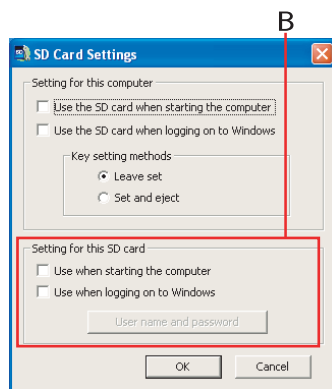 B
SD Card Settings
Setting for this computer
Use the SD card when starting the computer
Use the SD card when logging on to Windows
Key setting methods
Leave set
Set and eject
Setting for this SD card
Use when starting the computer
Use when logging on to Windows
User name and password
OK Cancel